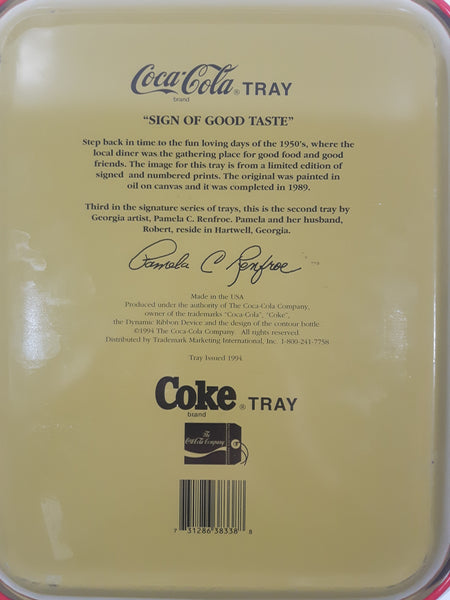 Coca-Cola® TRAY
brand
“SIGN OF GOOD TASTE”
Step back in time to the fun loving days of the 1950's, where the
local diner was the gathering place for good food and good
friends. The image for this tray is from a limited edition of
signed and numbered prints. The original was painted in
oil on canvas and it was completed in 1989.
Third in the signature series of trays, this is the second tray by
Georgia artist, Pamela C. Renfroe. Pamela and her husband,
Robert, reside in Hartwell, Georgia.
Pamela C Renfroe
Made in the USA
Produced under the authority of The Coca-Cola Company,
owner of the trademarks “Coca-Cola”, “Coke”,
the Dynamic Ribbon Device and the design of the contour bottle.
©1994 The Coca-Cola Company All rights reserved.
Distributed by Trademark Marketing International, Inc. 1-800-241-7758
Tray Issued 1994
Coke® TRAY
brand
The
Coca-Cola Company
7 31286 38338 8